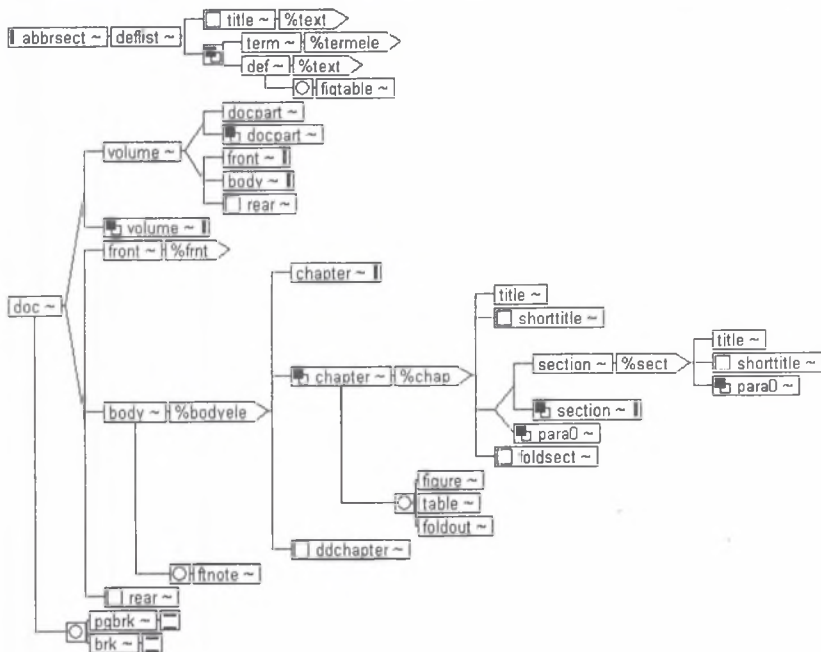 abbrsect ~ deflist ~ title ~ %text
term ~ %termele
def ~ %text
figtable ~
docpart ~
volume ~ docpart ~
front ~
body ~
rear ~
volume ~
front ~ %frnt
chapter ~ title ~
doc ~ shorttitle ~ title ~
section ~ %sect shorttitle ~
chapter ~ %chap para0 ~
body ~ %bodyele section ~
para0 ~
foldsect ~
figure ~
table ~
foldout ~
ddchapter ~
ftnote ~
rear ~
pgbrk ~
brk ~